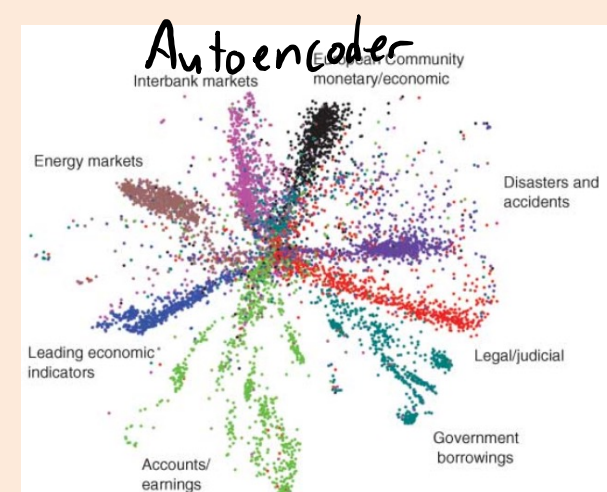 Autoencoder
European Community
monetary/economic
Interbank markets
Energy markets
Disasters and
accidents
Leading economic
indicators
Legal/judicial
Government
borrowings
Accounts/
earnings